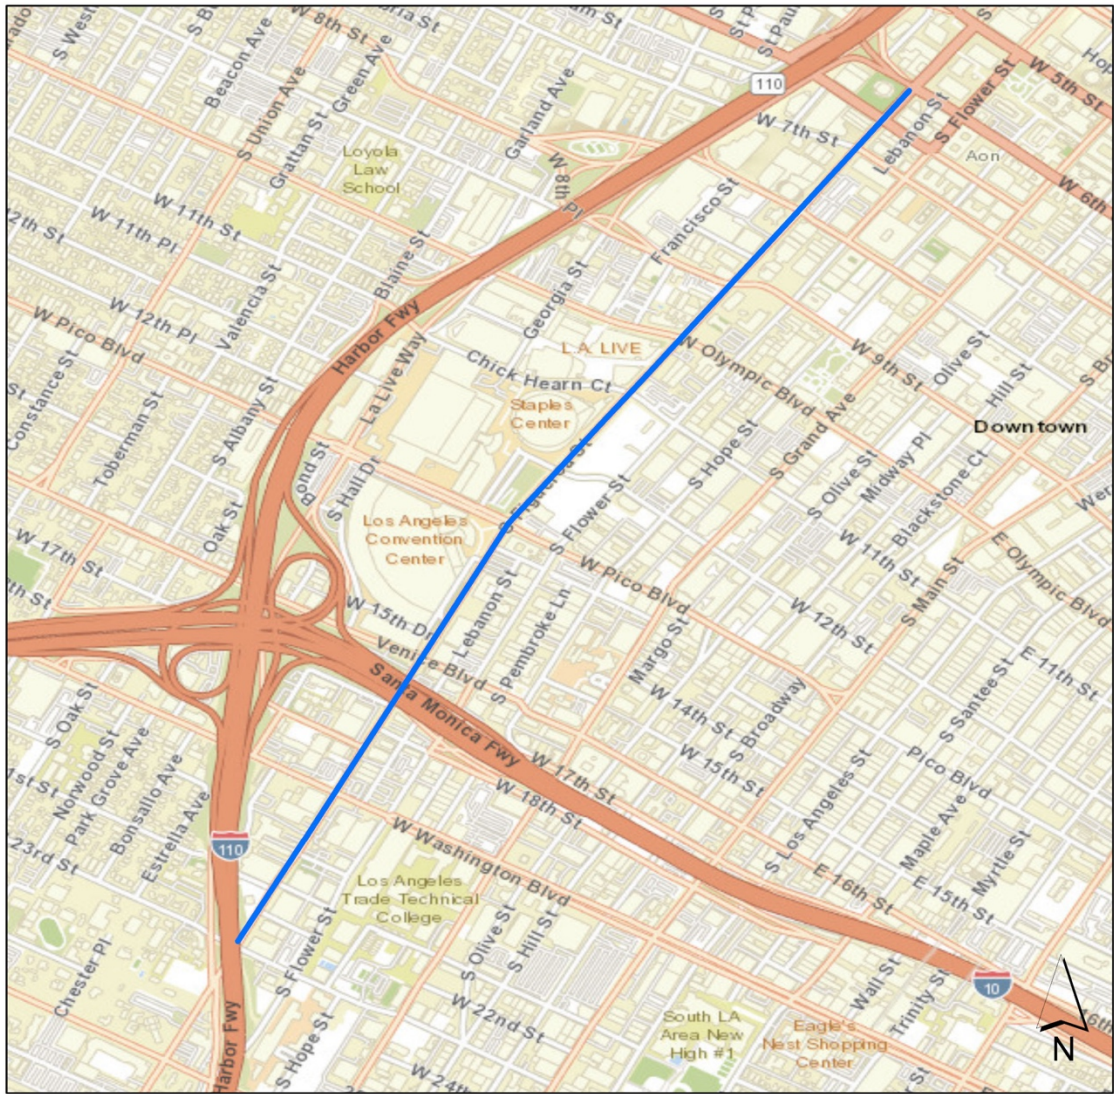 W 8th St
S Union Ave
Beacon Ave
Green Ave
Grattan St
Garland Ave
110
W 5th St
S Flower St
Lebanon St
W 7th St
Aon
W 6th
Loyola
Law
School
W 8th Pl
Francisco St
W 11th St
W 11th Pl
Blaine St
Valencia St
Georgia St
W 12th Pl
W Pico Blvd
Harbor Fwy
La Live Way
L.A. LIVE
Chick Hearn Ct
W Olympic Blvd
W 9th St
Olive St
Hill St
Constance St
Toberman St
S Albany St
Staples
Center
S Grand Ave
Downtown
S Hope St
S Olive St
Midway Pl
Blackstone Ct
Bond St
S Hall Dr
S Figueroa St
S Flower St
Oak St
Los Angeles
Convention
Center
W 11th St
E Olympic Blvd
W 17th St
W Pico Blvd
S Main St
W 12th St
W 15th Dr
Lebanon St
S Pembroke Ln
Margo St
Venice Blvd
E 11th St
S Santee St
Santa Monica Fwy
W 14th St
S Broadway
W 15th St
S Oak St
Norwood St
Park Grove Ave
Bonsallo Ave
Estrella Ave
W 17th St
W 18th St
Pico Blvd
S Los Angeles St
Maple Ave
Myrtle St
1st St
23rd St
110
W Washington Blvd
E 16th St
E 15th St
Los Angeles
Trade Technical
College
S Flower St
S Olive St
S Hill St
Chester Pl
Wall St
Trinity St
10
W 22nd St
South LA
Area New
High #1
Eagle's
Nest Shopping
Center
Harbor Fwy
S Hope St
W 24th
N